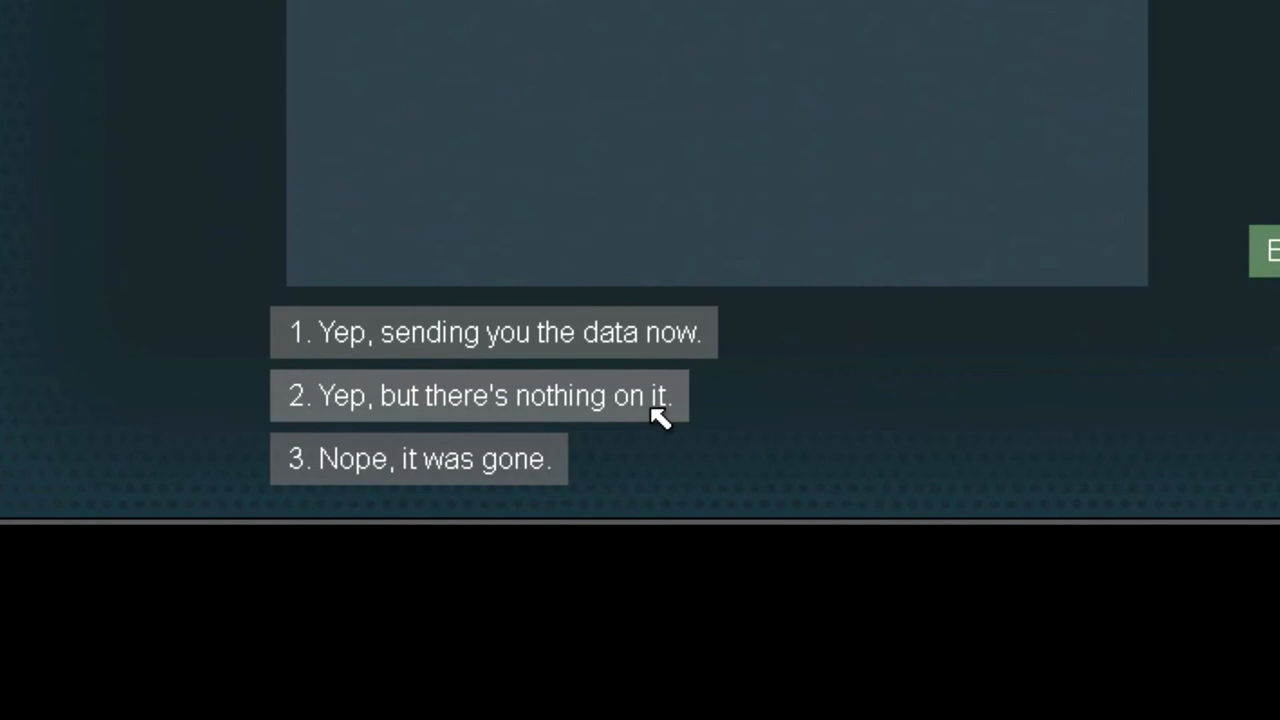 1. Yep, sending you the data now.
2. Yep, but there's nothing on it.
3. Nope, it was gone.